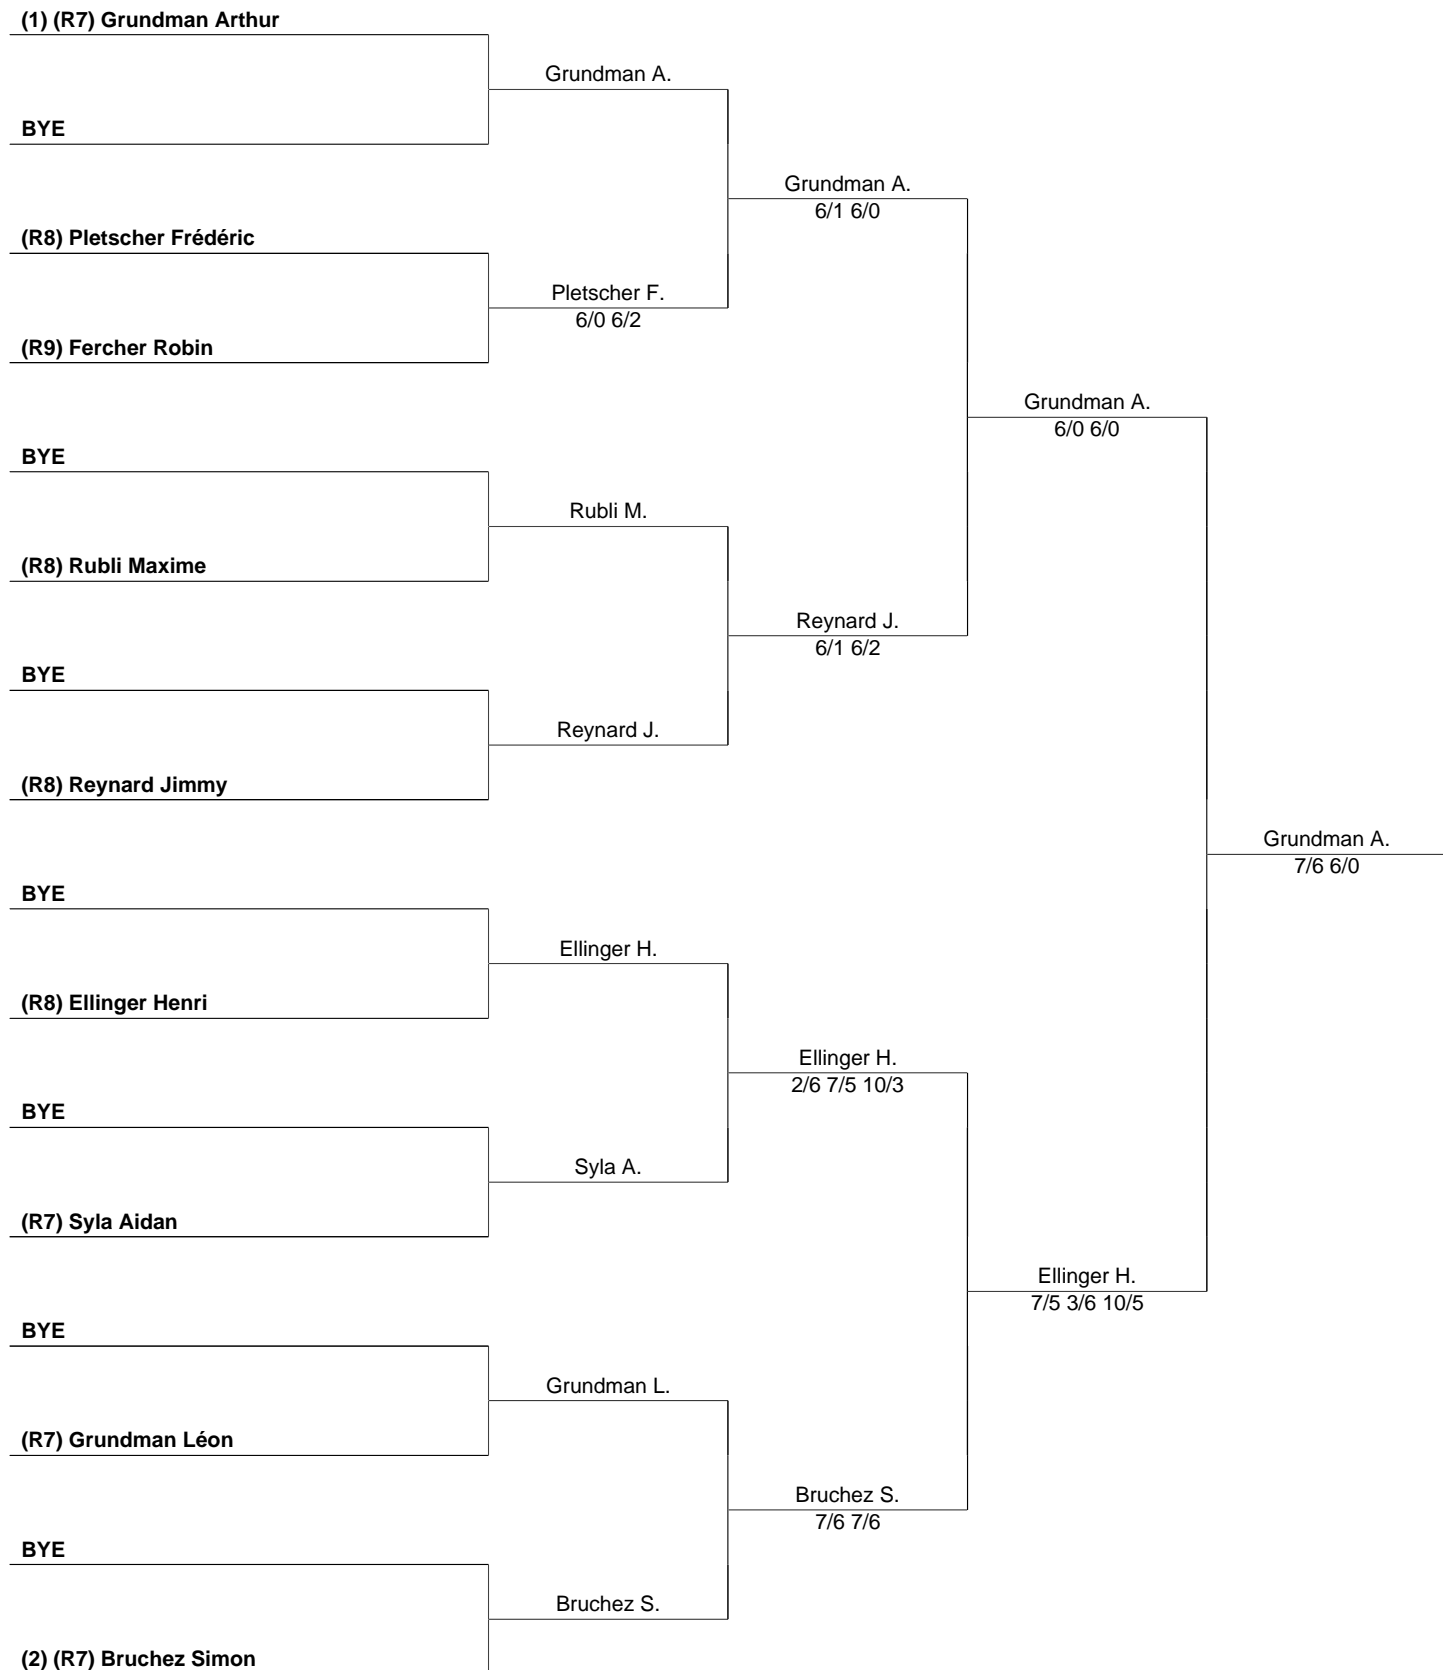 (1) (R7) Grundman Arthur
Grundman A.
BYE
Grundman A.
6/1 6/0
(R8) Pletscher Frédéric
Pletscher F.
6/0 6/2
(R9) Fercher Robin
Grundman A.
6/0 6/0
BYE
Rubli M.
(R8) Rubli Maxime
Reynard J.
6/1 6/2
BYE
Reynard J.
(R8) Reynard Jimmy
Grundman A.
7/6 6/0
BYE
Ellinger H.
(R8) Ellinger Henri
Ellinger H.
2/6 7/5 10/3
BYE
Syla A.
(R7) Syla Aidan
Ellinger H.
7/5 3/6 10/5
BYE
Grundman L.
(R7) Grundman Léon
Bruchez S.
7/6 7/6
BYE
Bruchez S.
(2) (R7) Bruchez Simon